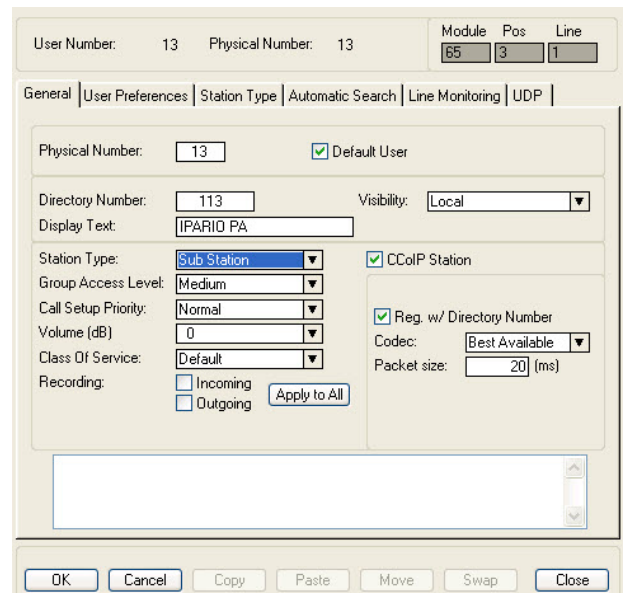 User Number: 13 Physical Number: 13
Module Pos Line
65 3 1
General User Preferences Station Type Automatic Search Line Monitoring UDP
Physical Number: 13 Default User
Directory Number: 113 Visibility: Local
Display Text: IPARIO PA
Station Type: Sub Station CCoIP Station
Group Access Level: Medium
Call Setup Priority: Normal Reg. w/ Directory Number
Volume (dB) 0 Codec: Best Available
Class Of Service: Default Packet size: 20 (ms)
Recording: Incoming
Outgoing Apply to All
OK Cancel Copy Paste Move Swap Close